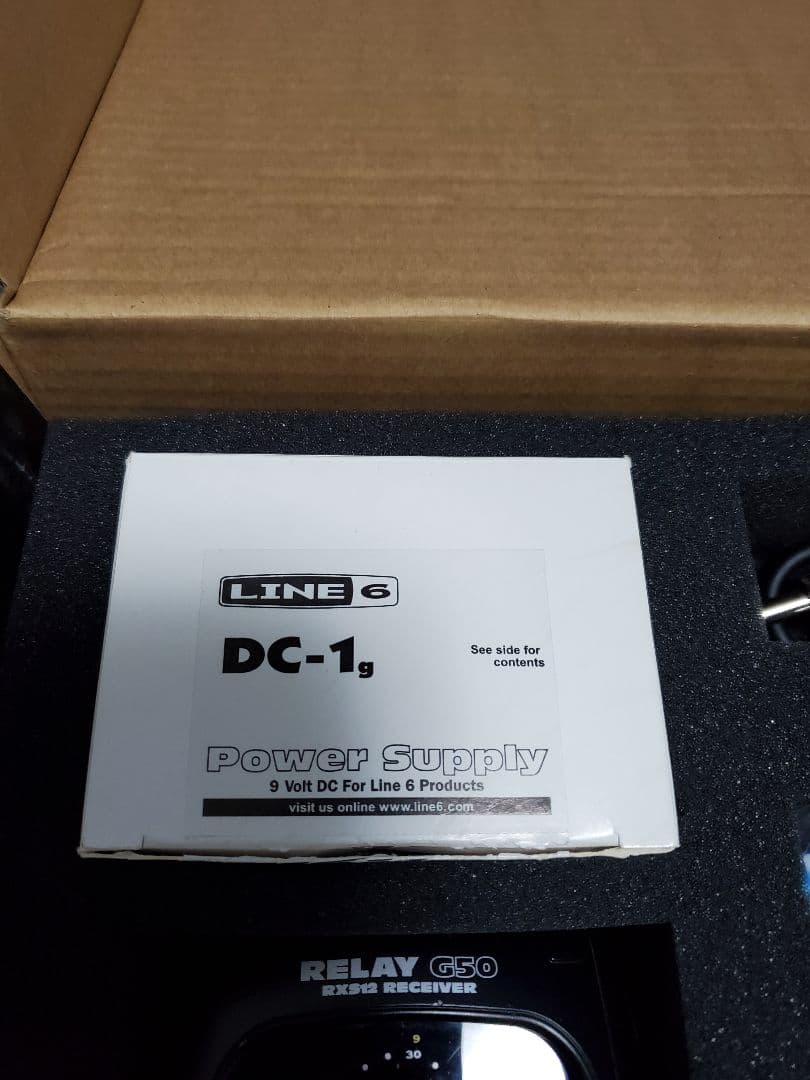 LINE 6
DC-1g
See side for
contents
Power Supply
9 Volt DC For Line 6 Products
visit us online www.line6.com
RELAY G50
RXS12 RECEIVER
9
30